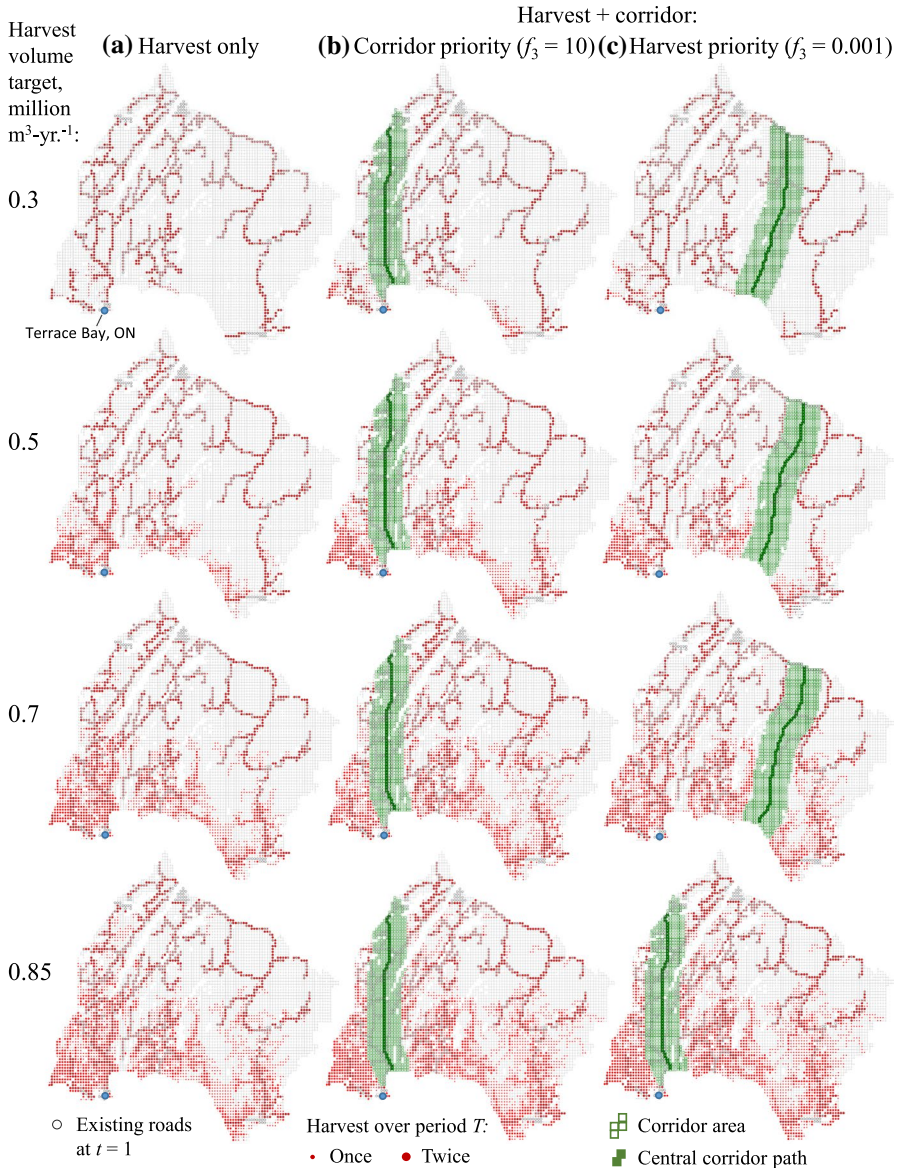 Harvest
volume
target,
million
m³-yr.⁻¹:
Harvest + corridor:
(a) Harvest only
(b) Corridor priority (f₃ = 10)
(c) Harvest priority (f₃ = 0.001)
0.3
Terrace Bay, ON
0.5
0.7
0.85
Existing roads
at t = 1
Harvest over period T:
Once
Twice
Corridor area
Central corridor path